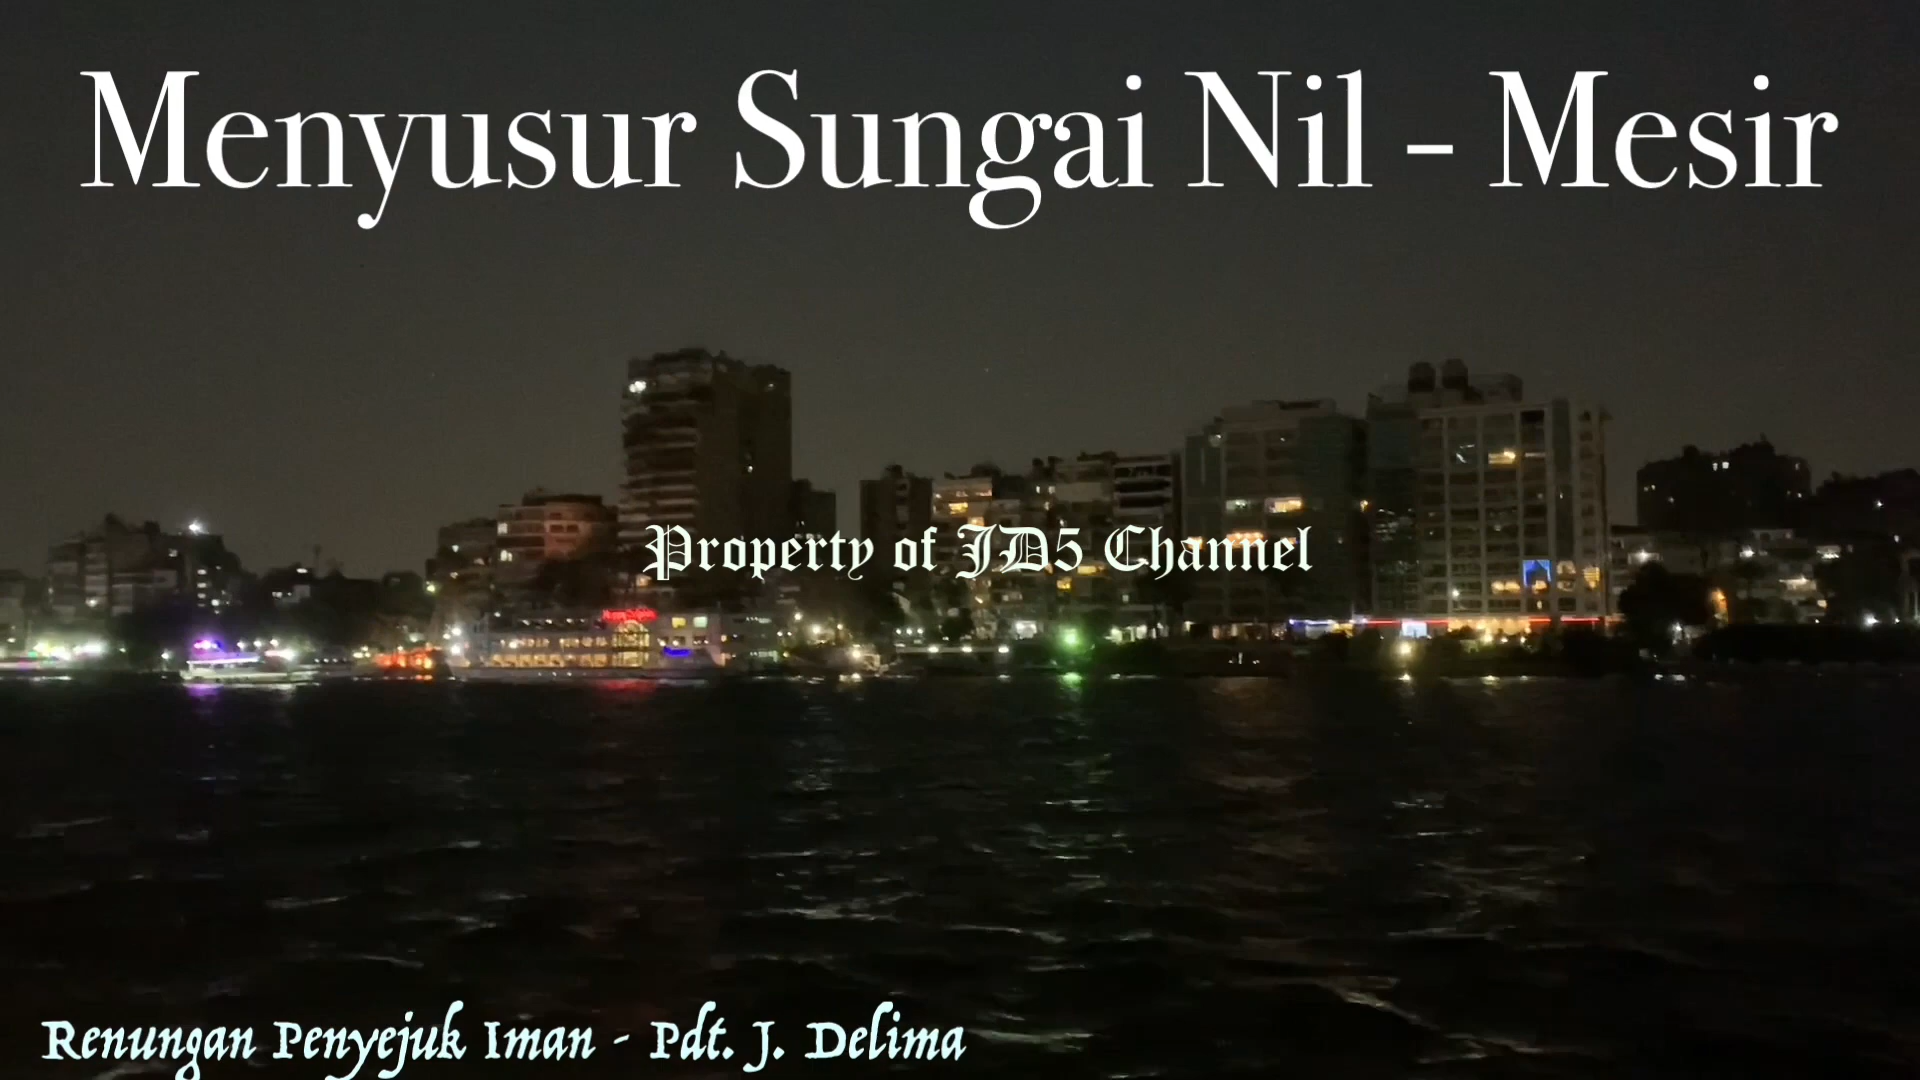 Menyusur Sungai Nil - Mesir
Property of JD5 Channel
Renungan Penyejuk Iman - Pdt. J. Delima